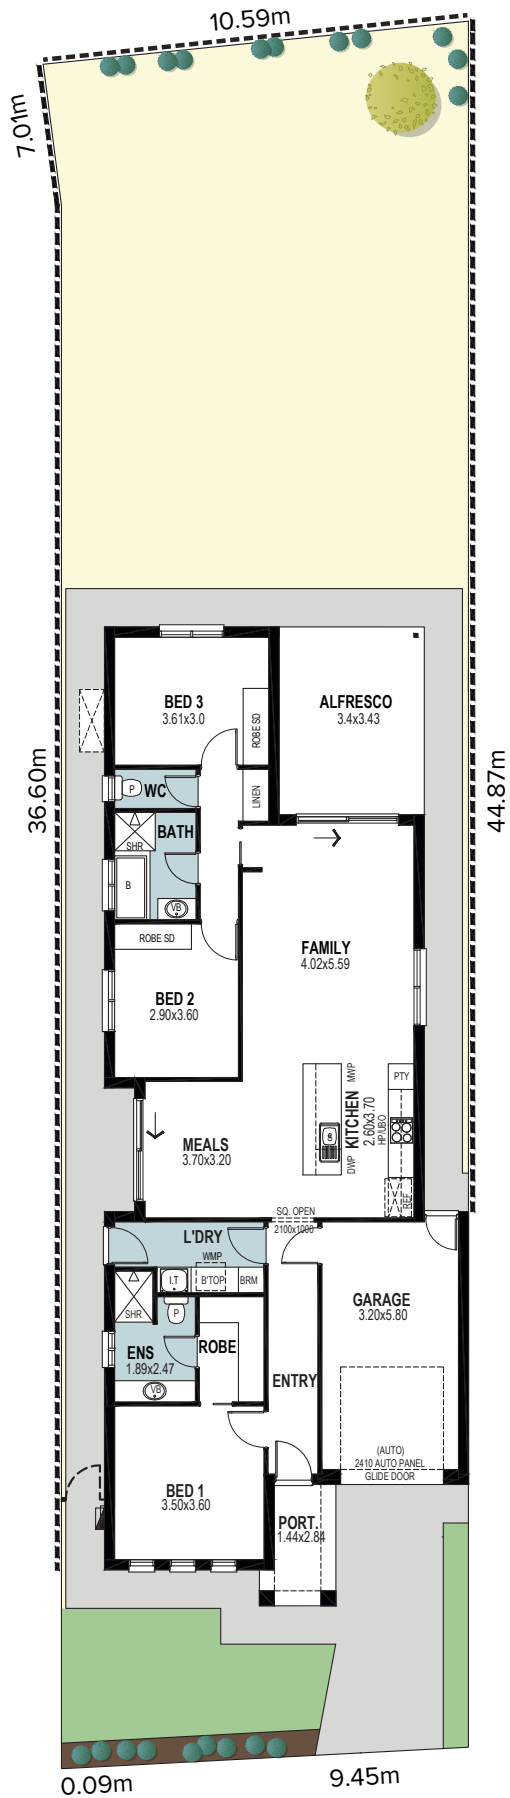 10.59m
7.01m
36.60m
44.87m
BED 3
3.61x3.0
ROBE SD
ALFRESCO
3.4x3.43
P
WC
LINEN
BATH
SHR
B
VB
ROBE SD
FAMILY
4.02x5.59
BED 2
2.90x3.60
MWP
PTY
KITCHEN
2.60x3.70
HP/UBO
DWP
REF
MEALS
3.70x3.20
SQ. OPEN
2100x1000
L'DRY
WMP
I.T
B'TOP
BRM
SHR
P
ENS
1.89x2.47
VB
ROBE
GARAGE
3.20x5.80
ENTRY
(AUTO)
2410 AUTO PANEL
GLIDE DOOR
BED 1
3.50x3.60
PORT.
1.44x2.84
0.09m
9.45m